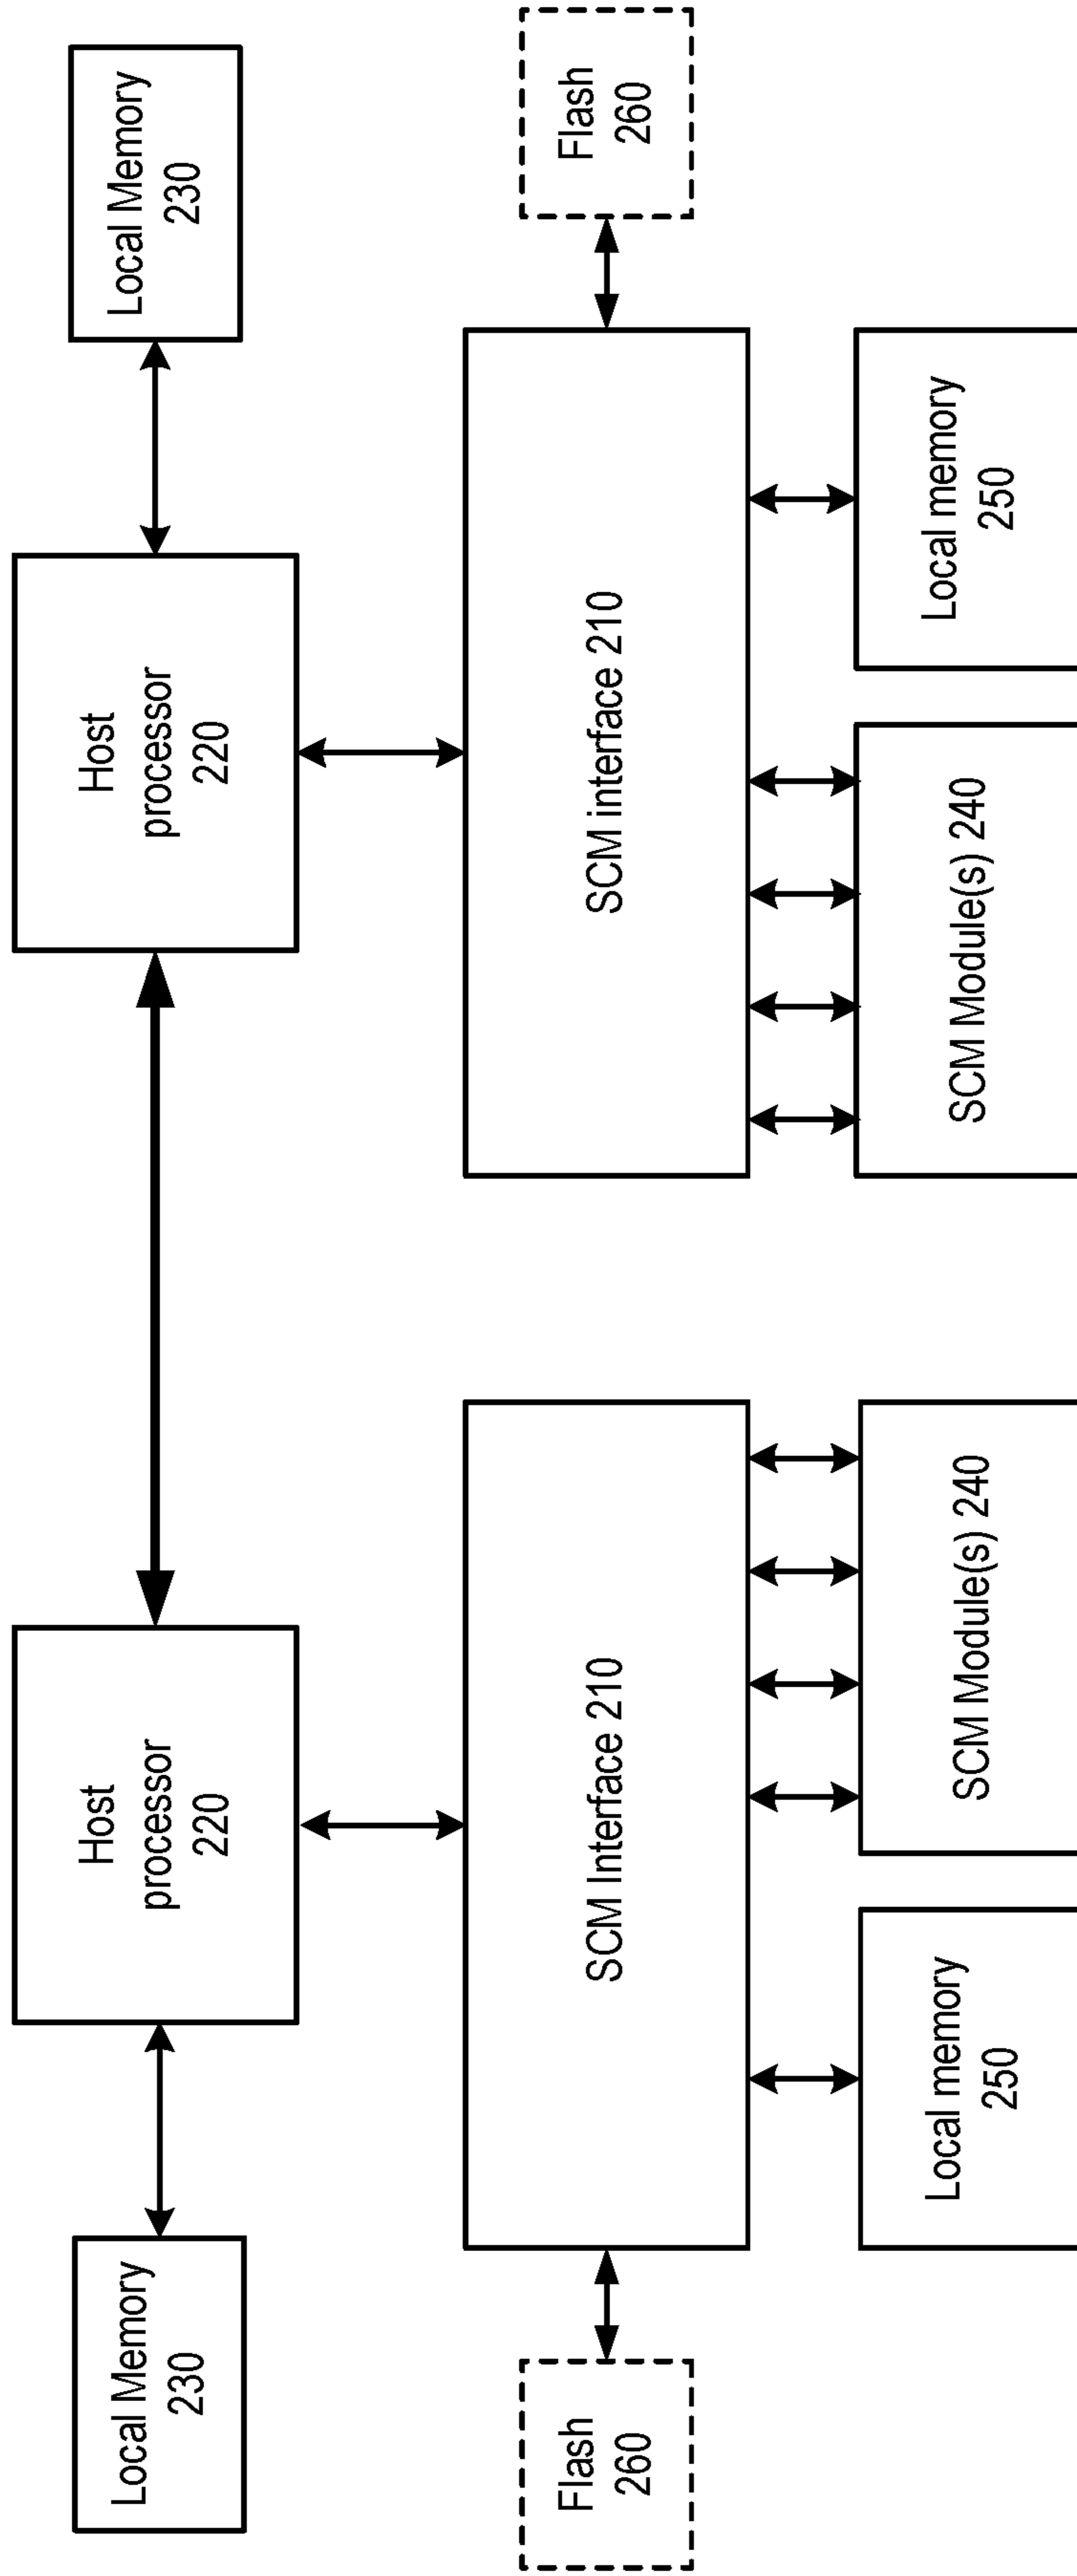 Local Memory
230
Host
processor
220
Host
processor
220
Local Memory
230
Flash
260
SCM Interface 210
SCM interface 210
Flash
260
Local memory
250
SCM Module(s) 240
SCM Module(s) 240
Local memory
250